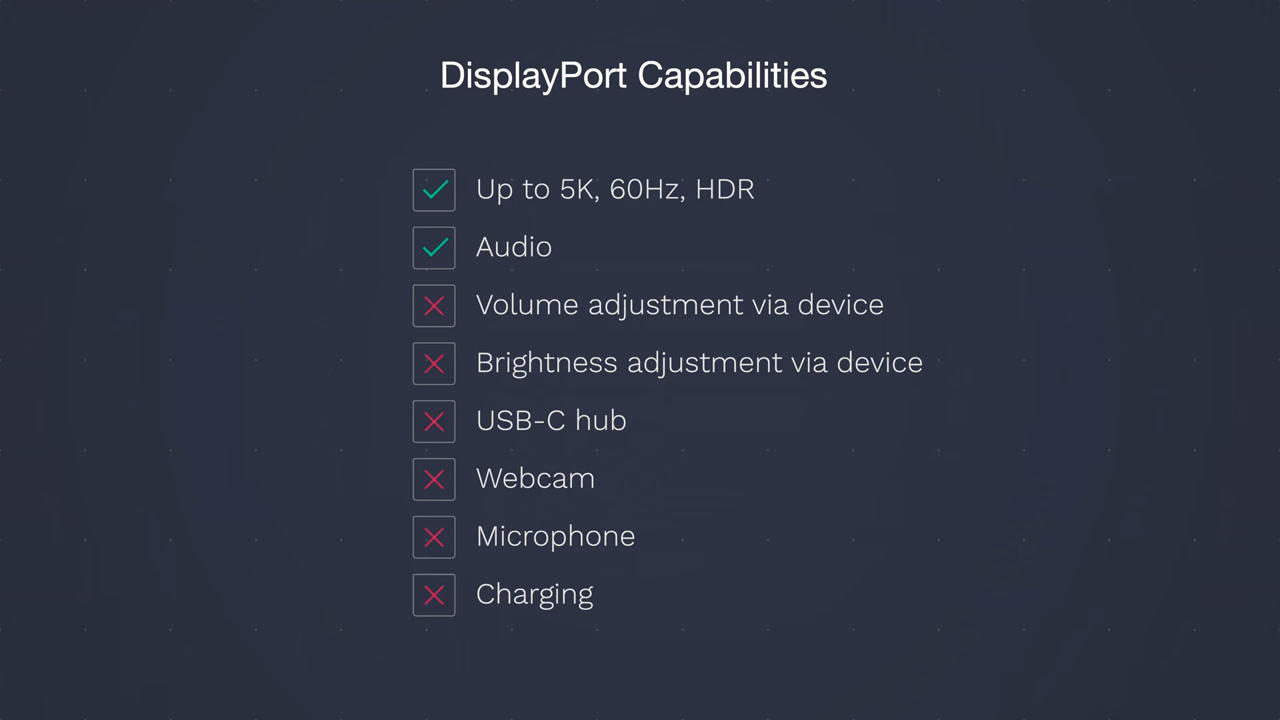 DisplayPort Capabilities
Up to 5K, 60Hz, HDR
Audio
Volume adjustment via device
Brightness adjustment via device
USB-C hub
Webcam
Microphone
Charging